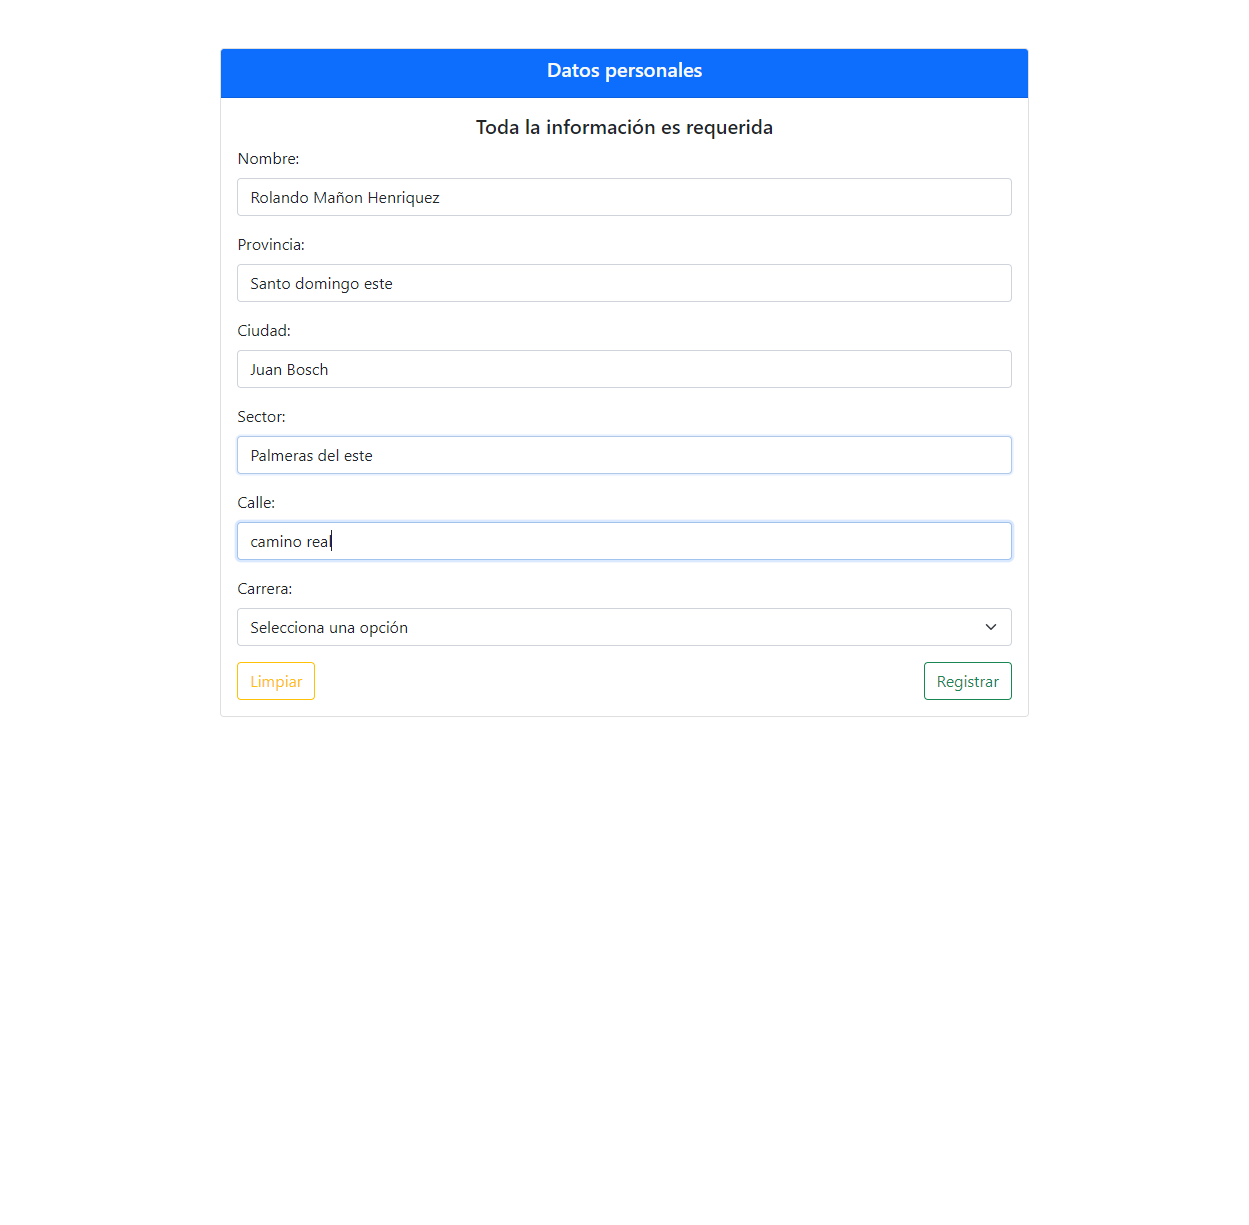 Datos personales
Toda la información es requerida
Nombre:
Rolando Mañon Henriquez
Provincia:
Santo domingo este
Ciudad:
Juan Bosch
Sector:
Palmeras del este
Calle:
camino real
Carrera:
Selecciona una opción
Limpiar Registrar